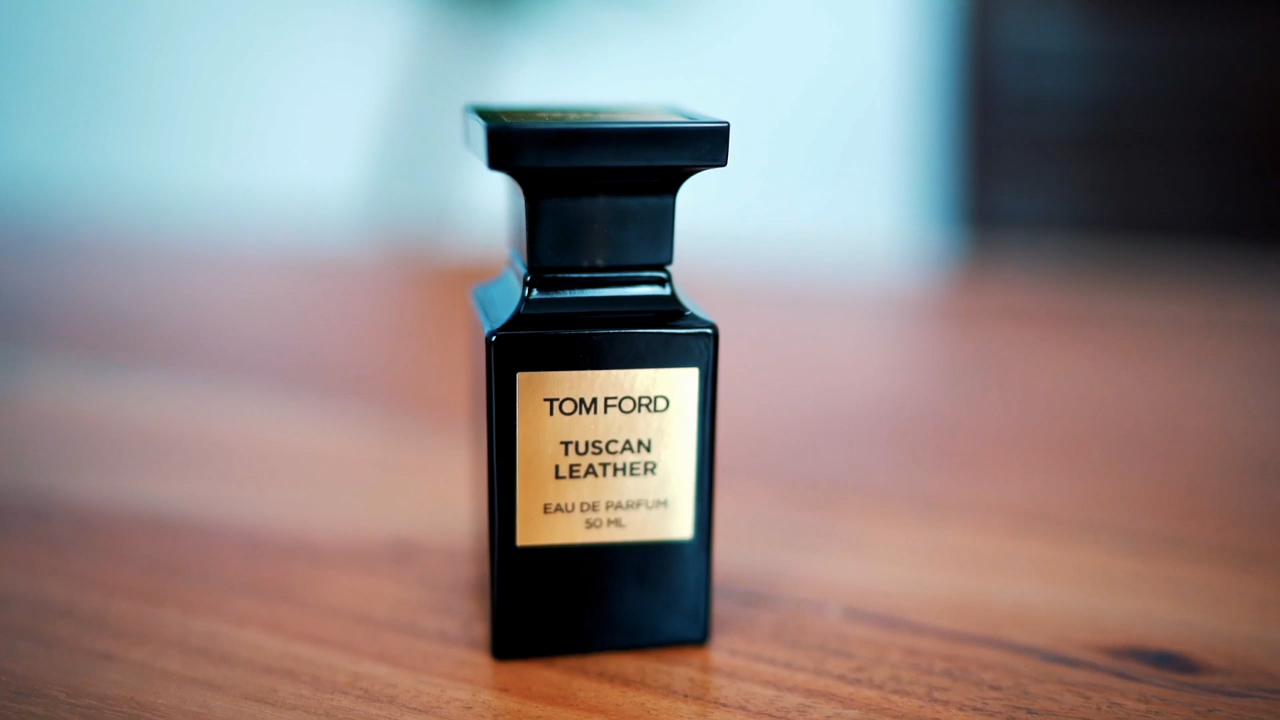 TOM FORD
TUSCAN
LEATHER
EAU DE PARFUM
50 ML